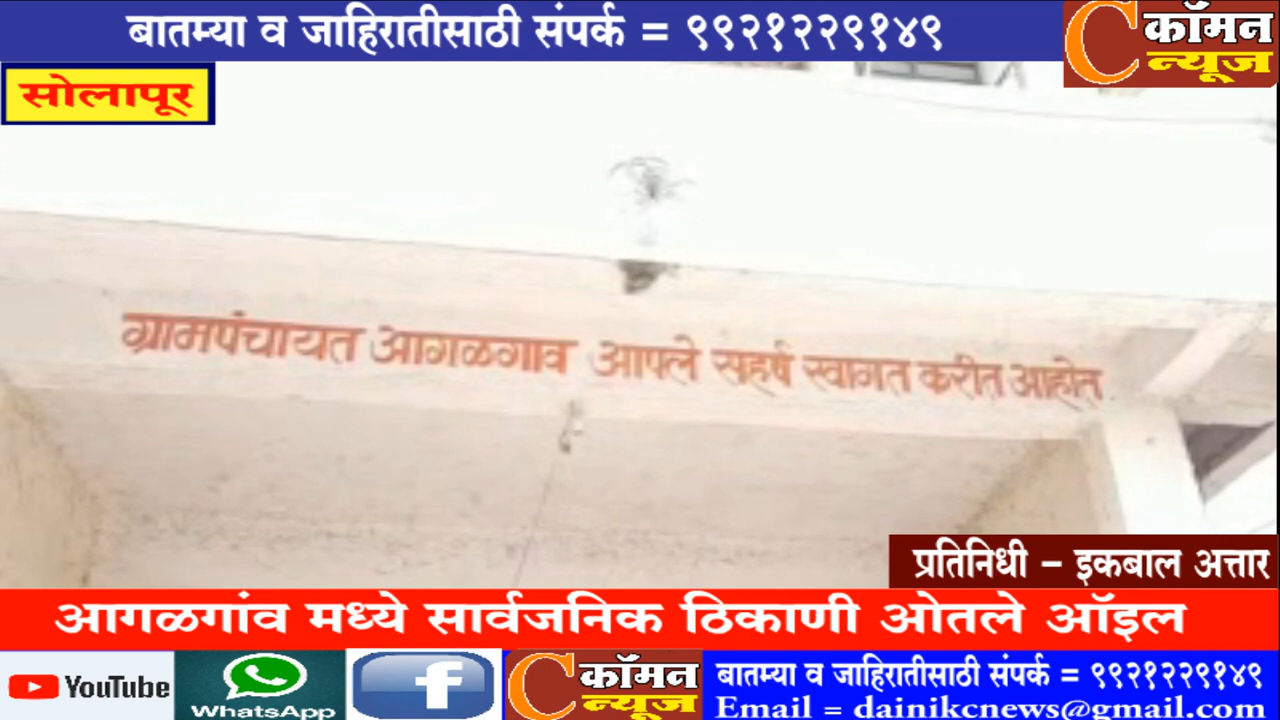 बातम्या व जाहिरातीसाठी संपर्क = ९९२१२२९१४९
C कॉमन
न्यूज
सोलापूर
ग्रामपंचायत आगळगाव आपले सहर्ष स्वागत करीत आहोत
प्रतिनिधी – इकबाल अत्तार
आगळगांव मध्ये सार्वजनिक ठिकाणी ओतले ऑइल
YouTube
WhatsApp
f
C कॉमन
न्यूज
बातम्या व जाहिरातीसाठी संपर्क = ९९२१२२९१४९
Email = dainikcnews@gmail.com